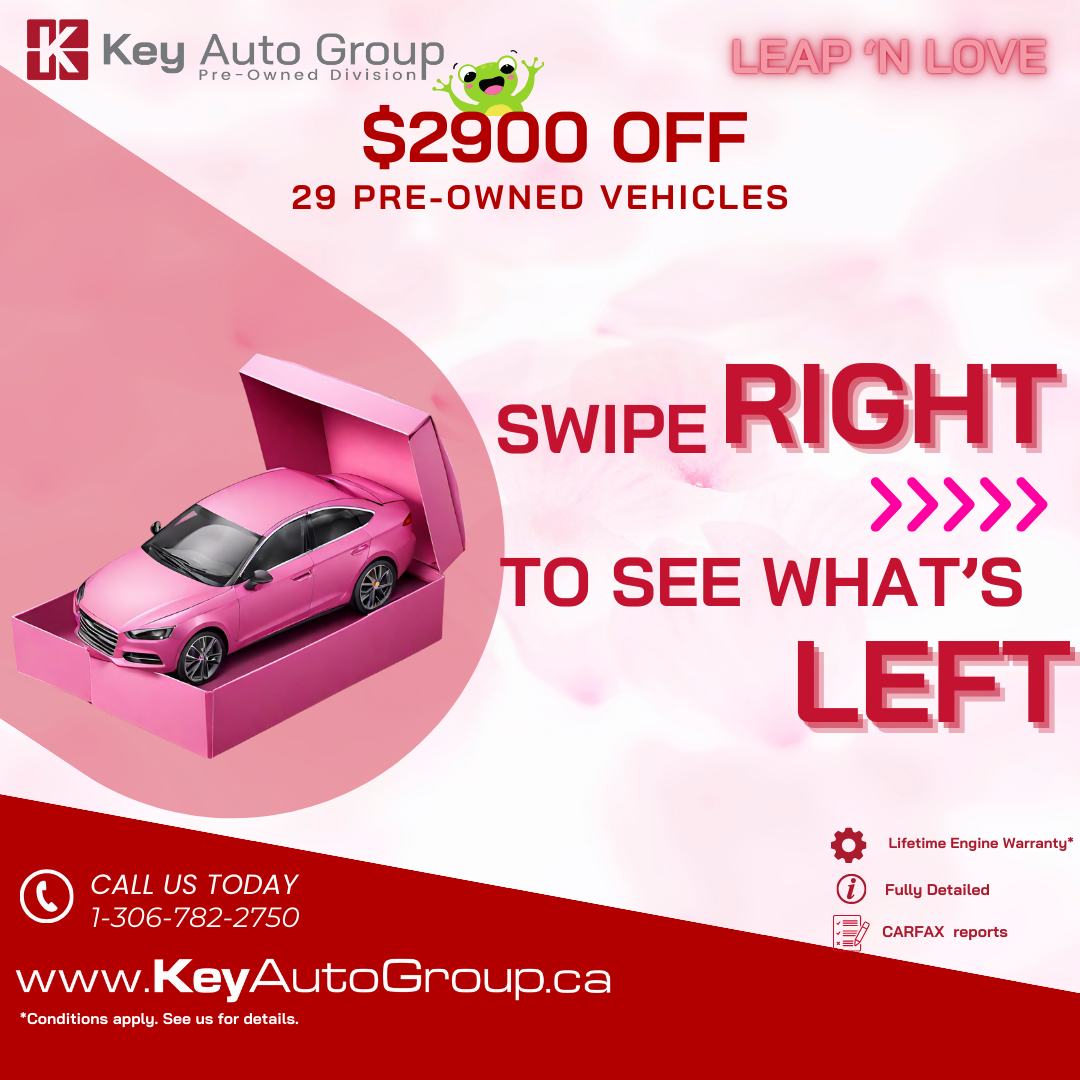 Key Auto Group
Pre-Owned Division
LEAP ‘N LOVE
$2900 OFF
29 PRE-OWNED VEHICLES
SWIPE RIGHT
>>>>>
TO SEE WHAT’S
LEFT
Lifetime Engine Warranty*
Fully Detailed
CARFAX reports
CALL US TODAY
1-306-782-2750
www.KeyAutoGroup.ca
*Conditions apply. See us for details.